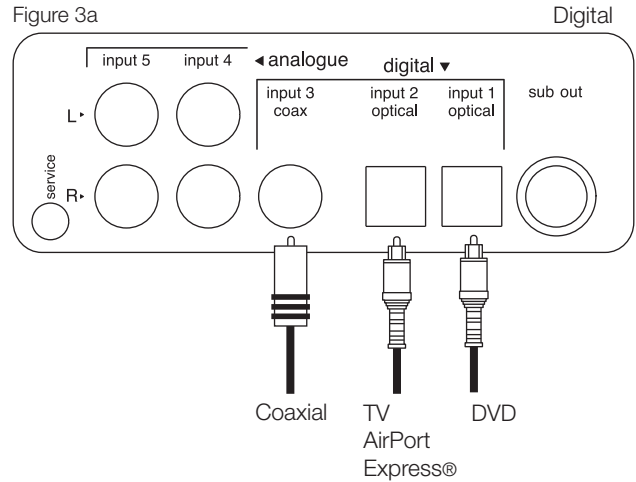 Figure 3a
Digital
input 5 input 4 ◂ analogue
digital ▾
input 3
coax
input 2
optical
input 1
optical
sub out
L▸
R▸
service
Coaxial
TV
AirPort
Express®
DVD